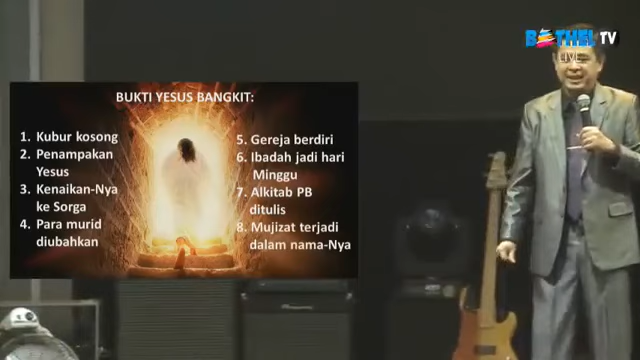 BETHEL TV
LIVE
BUKTI YESUS BANGKIT:
1. Kubur kosong
2. Penampakan
Yesus
3. Kenaikan-Nya
ke Sorga
4. Para murid
diubahkan
5. Gereja berdiri
6. Ibadah jadi hari
Minggu
7. Alkitab PB
ditulis
8. Mujizat terjadi
dalam nama-Nya